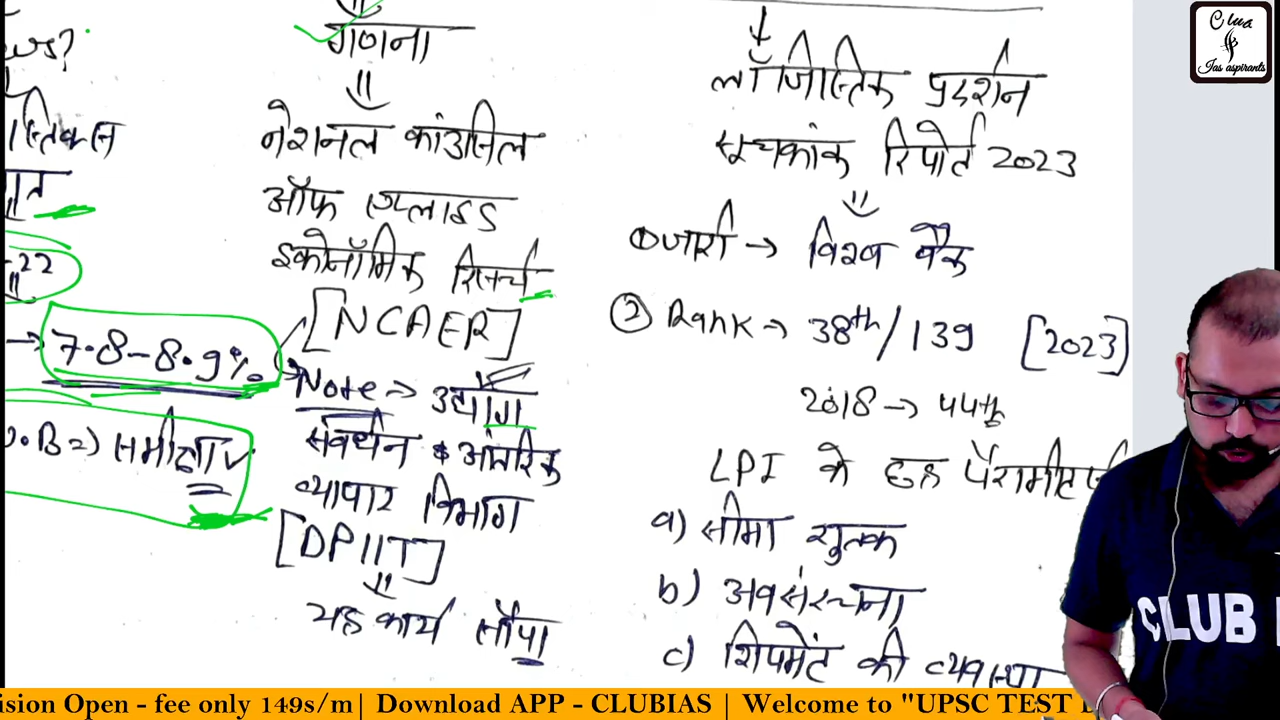 ws?
22
7.8-8.9%
O.B => समीक्षा
गणना
नेशनल काउंसिल
ऑफ एप्लाइड
इकोनॉमिक रिसर्च
[NCAER]
Note => उद्योग
संवर्धन & आंतरिक
व्यापार विभाग
[DPIIT]
यह कार्य सौंपा
लॉजिस्टिक प्रदर्शन
सूचकांक रिपोर्ट 2023
① जारी → विश्व बैंक
② Rank → 38th/139 [2023]
2018 → 44th
LPI के छह पैरामीटर्स
a) सीमा शुल्क
b) अवसंरचना
c) शिपमेंट की व्यवस्था
Club
Ias aspirants
CLUB I
ision Open - fee only 149s/m| Download APP - CLUBIAS | Welcome to "UPSC TEST